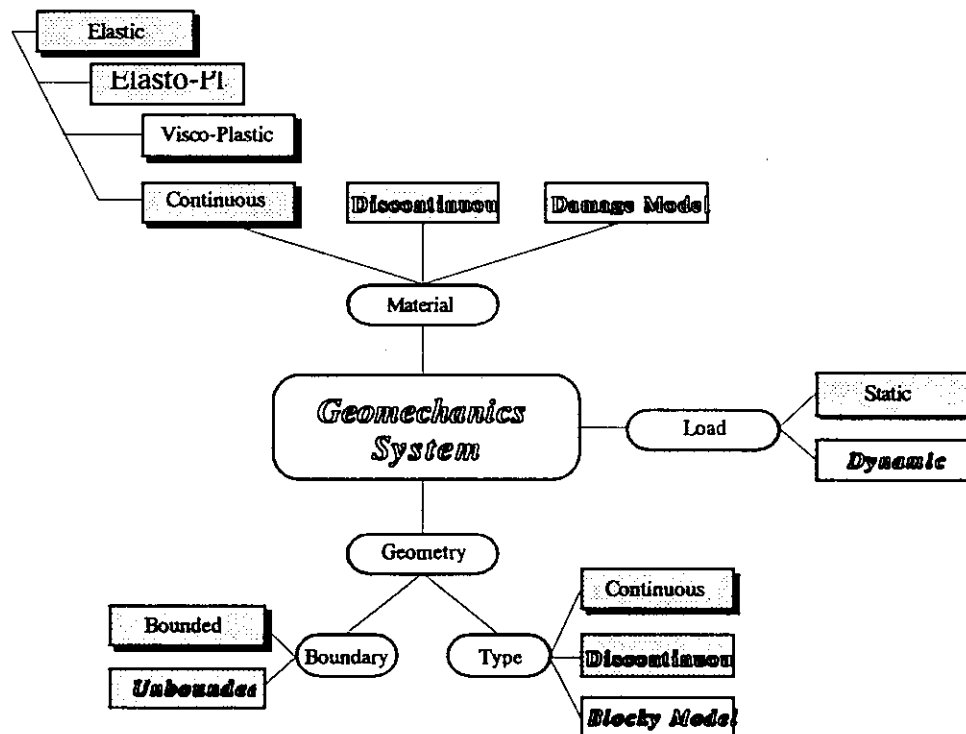 Elastic
Elasto-Pl
Visco-Plastic
Continuous
Discontinuou
Damage Model
Material
Geomechanics
System
Load
Static
Dynamic
Geometry
Boundary
Bounded
Unbounded
Type
Continuous
Discontinuou
Blocky Model